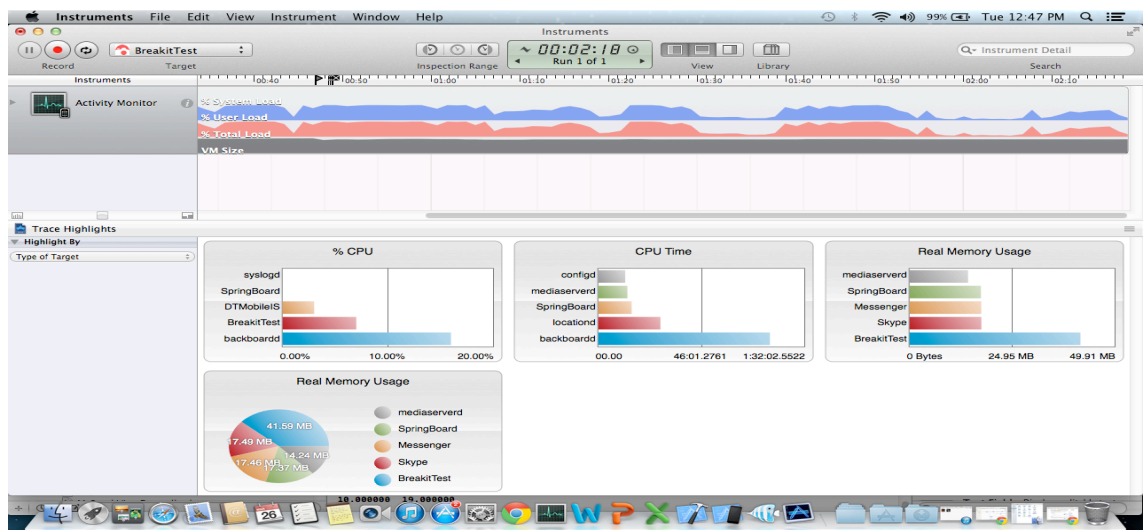 Instruments File Edit View Instrument Window Help 99% Tue 12:47 PM
Instruments
BreakitTest 00:02:18 Instrument Detail
Run 1 of 1
Record Target Inspection Range View Library Search
Instruments 00:40 00:50 01:00 01:10 01:20 01:30 01:40 01:50 02:00 02:10
Activity Monitor % System Load
% User Load
% Total Load
VM Size
Trace Highlights
Highlight By
Type of Target
% CPU
syslogd
SpringBoard
DTMobileIS
BreakitTest
backboardd
0.00% 10.00% 20.00%
CPU Time
configd
mediaserverd
SpringBoard
locationd
backboardd
00.00 46:01.2761 1:32:02.5522
Real Memory Usage
mediaserverd
SpringBoard
Messenger
Skype
BreakitTest
0 Bytes 24.95 MB 49.91 MB
Real Memory Usage
41.59 MB
17.49 MB
14.24 MB
17.46 MB
17.37 MB
mediaserverd
SpringBoard
Messenger
Skype
BreakitTest
10.000000 19.000000
26